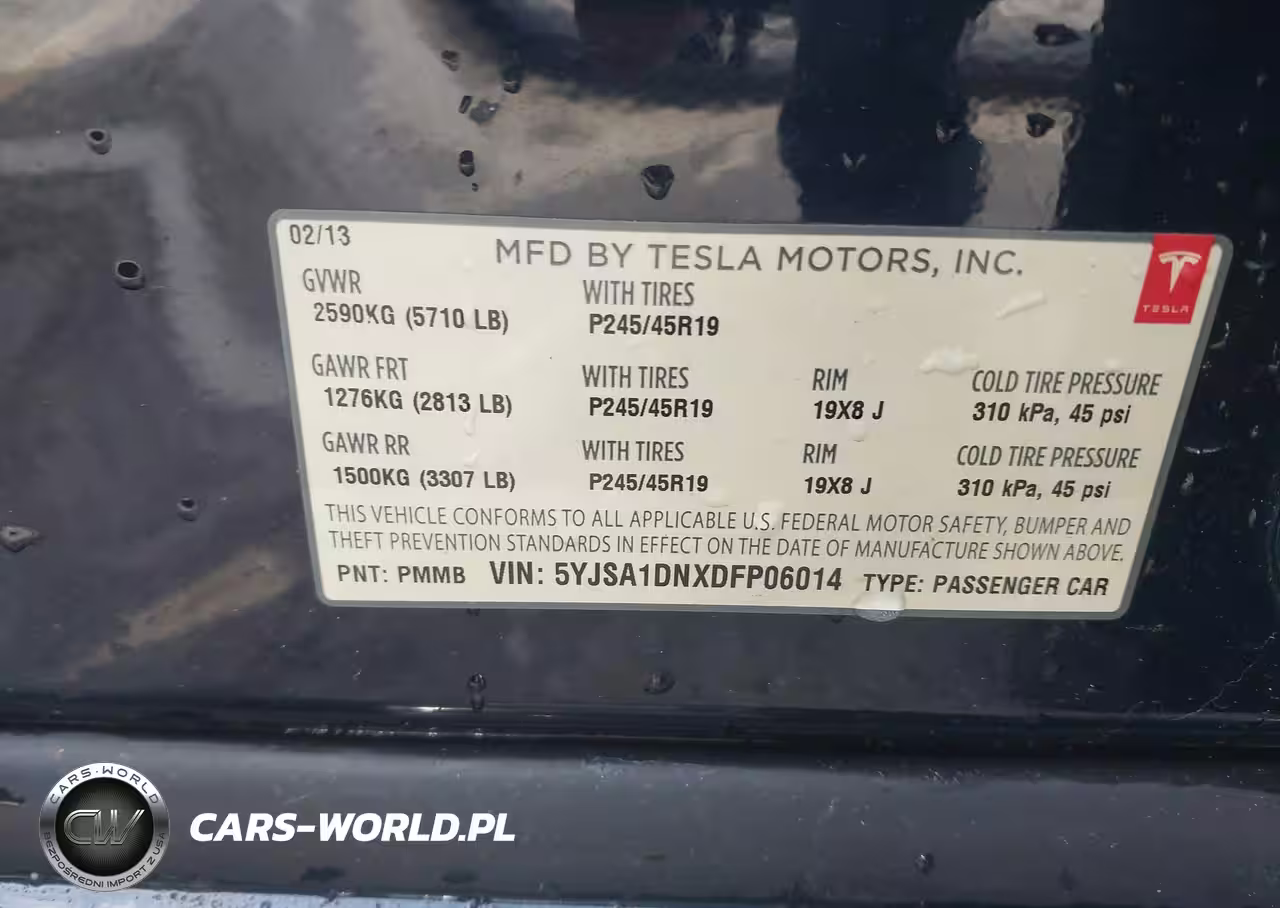 02/13
MFD BY TESLA MOTORS, INC.
TESLA
GVWR WITH TIRES
2590KG (5710 LB) P245/45R19
GAWR FRT WITH TIRES RIM COLD TIRE PRESSURE
1276KG (2813 LB) P245/45R19 19X8 J 310 kPa, 45 psi
GAWR RR WITH TIRES RIM COLD TIRE PRESSURE
1500KG (3307 LB) P245/45R19 19X8 J 310 kPa, 45 psi
THIS VEHICLE CONFORMS TO ALL APPLICABLE U.S. FEDERAL MOTOR SAFETY, BUMPER AND
THEFT PREVENTION STANDARDS IN EFFECT ON THE DATE OF MANUFACTURE SHOWN ABOVE.
PNT: PMMB VIN: 5YJSA1DNXDFP06014 TYPE: PASSENGER CAR
CARS-WORLD
CW
BEZPOŚREDNI IMPORT Z USA
CARS-WORLD.PL